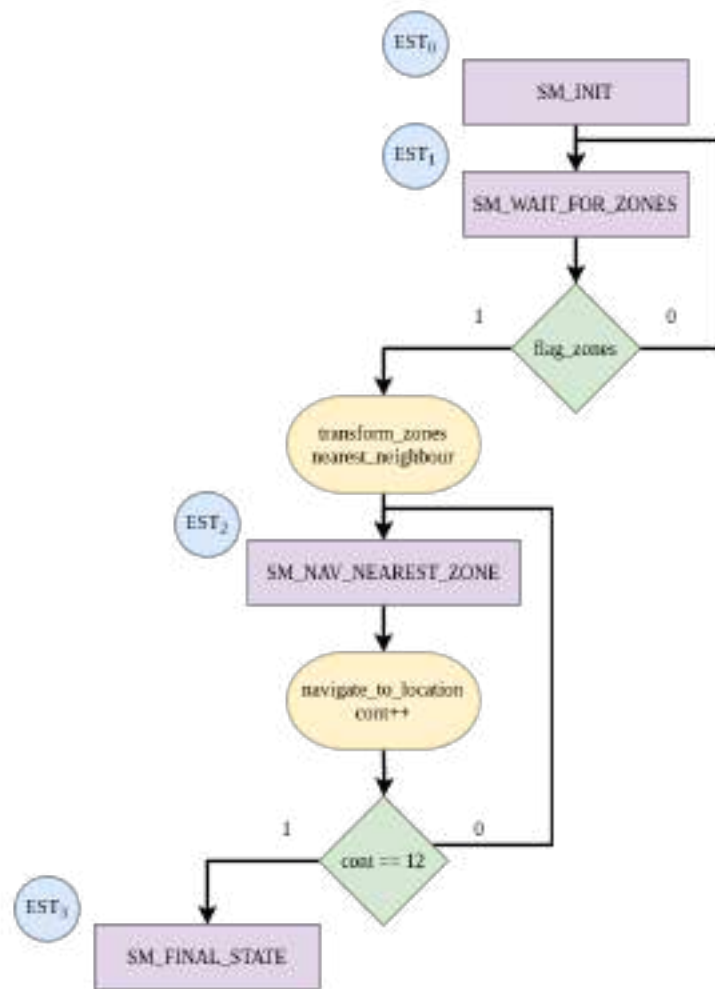 EST₀
SM_INIT
EST₁
SM_WAIT_FOR_ZONES
1
0
flag_zones
transform_zones
nearest_neighbour
EST₂
SM_NAV_NEAREST_ZONE
navigate_to_location
cont++
1
0
cont == 12
EST₃
SM_FINAL_STATE